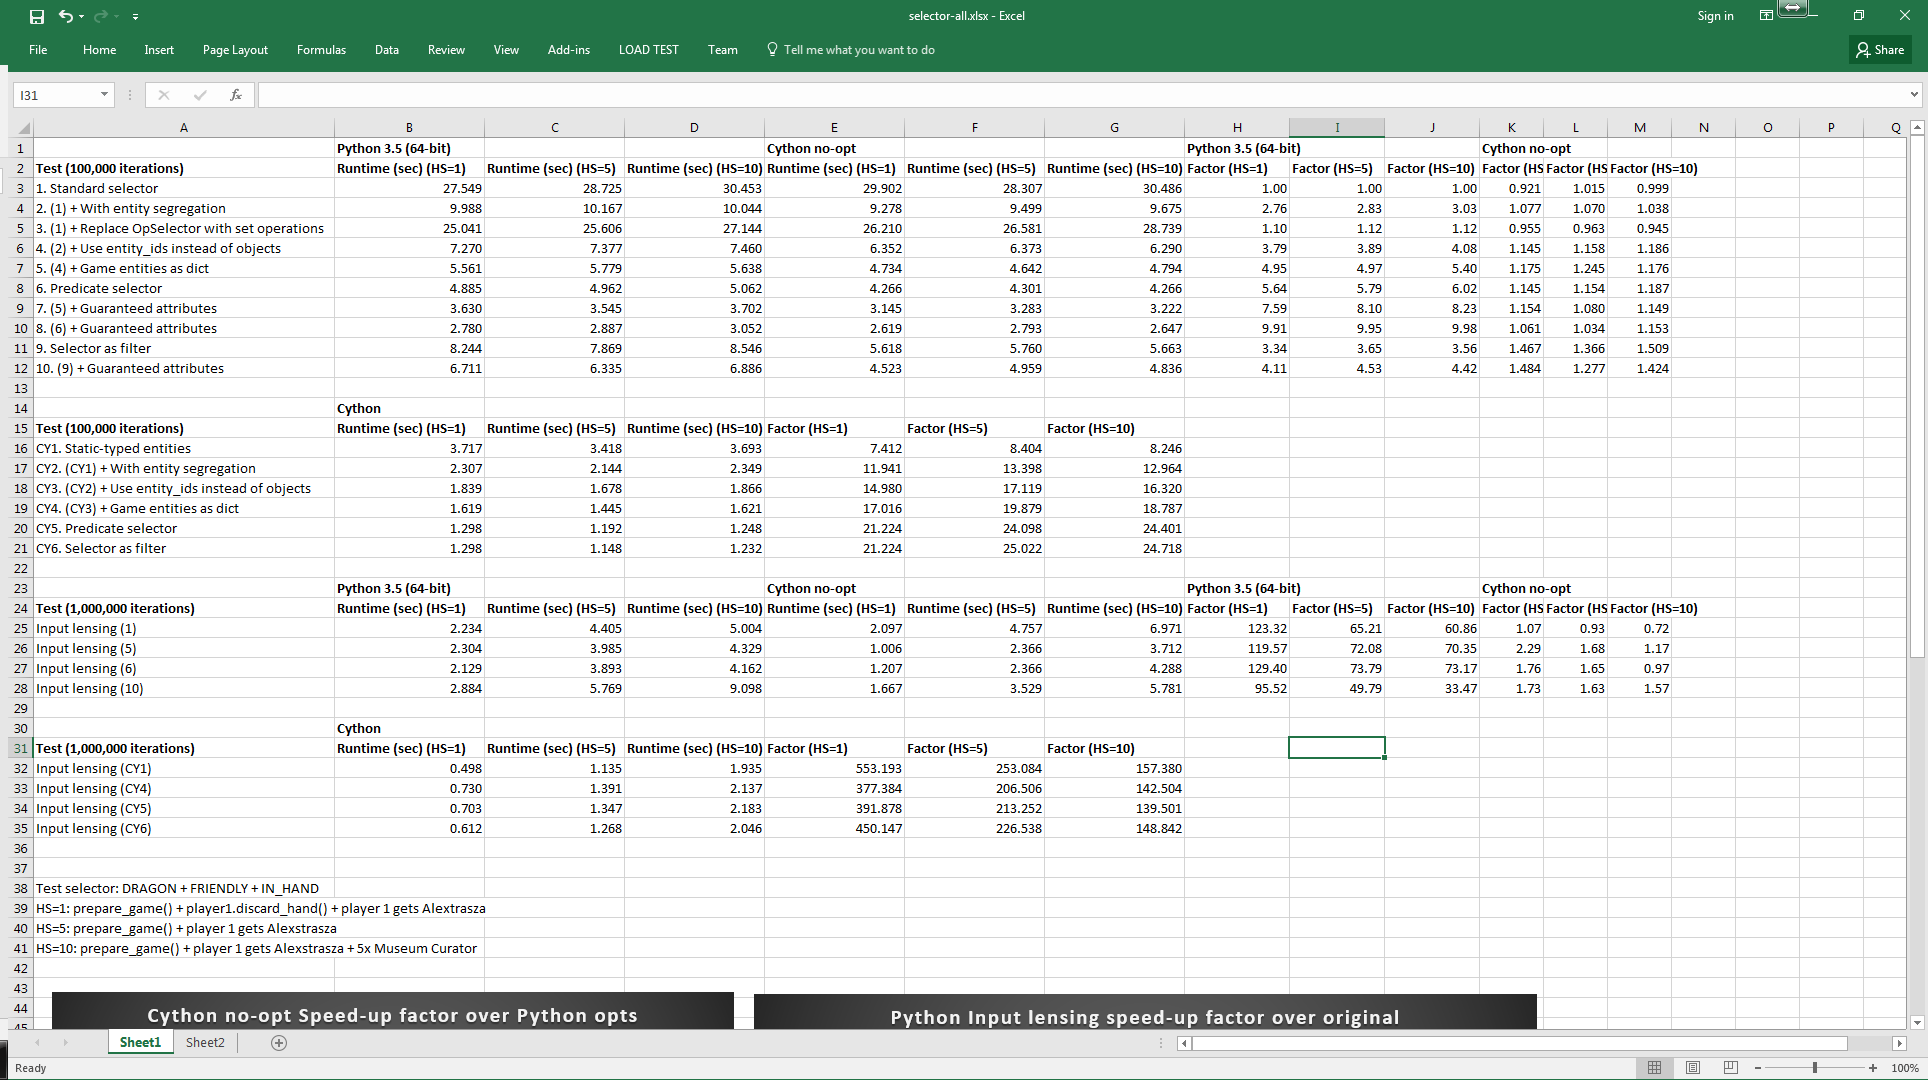 selector-all.xlsx - Excel
Sign in
File Home Insert Page Layout Formulas Data Review View Add-ins LOAD TEST Team Tell me what you want to do Share
I31 fx
A B C D E F G H I J K L M N O P Q
1 Python 3.5 (64-bit) Cython no-opt Python 3.5 (64-bit) Cython no-opt
2 Test (100,000 iterations) Runtime (sec) (HS=1) Runtime (sec) (HS=5) Runtime (sec) (HS=10) Runtime (sec) (HS=1) Runtime (sec) (HS=5) Runtime (sec) (HS=10) Factor (HS=1) Factor (HS=5) Factor (HS=10) Factor (HS Factor (HS Factor (HS=10)
3 1. Standard selector 27.549 28.725 30.453 29.902 28.307 30.486 1.00 1.00 1.00 0.921 1.015 0.999
4 2. (1) + With entity segregation 9.988 10.167 10.044 9.278 9.499 9.675 2.76 2.83 3.03 1.077 1.070 1.038
5 3. (1) + Replace OpSelector with set operations 25.041 25.606 27.144 26.210 26.581 28.739 1.10 1.12 1.12 0.955 0.963 0.945
6 4. (2) + Use entity_ids instead of objects 7.270 7.377 7.460 6.352 6.373 6.290 3.79 3.89 4.08 1.145 1.158 1.186
7 5. (4) + Game entities as dict 5.561 5.779 5.638 4.734 4.642 4.794 4.95 4.97 5.40 1.175 1.245 1.176
8 6. Predicate selector 4.885 4.962 5.062 4.266 4.301 4.266 5.64 5.79 6.02 1.145 1.154 1.187
9 7. (5) + Guaranteed attributes 3.630 3.545 3.702 3.145 3.283 3.222 7.59 8.10 8.23 1.154 1.080 1.149
10 8. (6) + Guaranteed attributes 2.780 2.887 3.052 2.619 2.793 2.647 9.91 9.95 9.98 1.061 1.034 1.153
11 9. Selector as filter 8.244 7.869 8.546 5.618 5.760 5.663 3.34 3.65 3.56 1.467 1.366 1.509
12 10. (9) + Guaranteed attributes 6.711 6.335 6.886 4.523 4.959 4.836 4.11 4.53 4.42 1.484 1.277 1.424
13
14 Cython
15 Test (100,000 iterations) Runtime (sec) (HS=1) Runtime (sec) (HS=5) Runtime (sec) (HS=10) Factor (HS=1) Factor (HS=5) Factor (HS=10)
16 CY1. Static-typed entities 3.717 3.418 3.693 7.412 8.404 8.246
17 CY2. (CY1) + With entity segregation 2.307 2.144 2.349 11.941 13.398 12.964
18 CY3. (CY2) + Use entity_ids instead of objects 1.839 1.678 1.866 14.980 17.119 16.320
19 CY4. (CY3) + Game entities as dict 1.619 1.445 1.621 17.016 19.879 18.787
20 CY5. Predicate selector 1.298 1.192 1.248 21.224 24.098 24.401
21 CY6. Selector as filter 1.298 1.148 1.232 21.224 25.022 24.718
22
23 Python 3.5 (64-bit) Cython no-opt Python 3.5 (64-bit) Cython no-opt
24 Test (1,000,000 iterations) Runtime (sec) (HS=1) Runtime (sec) (HS=5) Runtime (sec) (HS=10) Runtime (sec) (HS=1) Runtime (sec) (HS=5) Runtime (sec) (HS=10) Factor (HS=1) Factor (HS=5) Factor (HS=10) Factor (HS Factor (HS Factor (HS=10)
25 Input lensing (1) 2.234 4.405 5.004 2.097 4.757 6.971 123.32 65.21 60.86 1.07 0.93 0.72
26 Input lensing (5) 2.304 3.985 4.329 1.006 2.366 3.712 119.57 72.08 70.35 2.29 1.68 1.17
27 Input lensing (6) 2.129 3.893 4.162 1.207 2.366 4.288 129.40 73.79 73.17 1.76 1.65 0.97
28 Input lensing (10) 2.884 5.769 9.098 1.667 3.529 5.781 95.52 49.79 33.47 1.73 1.63 1.57
29
30 Cython
31 Test (1,000,000 iterations) Runtime (sec) (HS=1) Runtime (sec) (HS=5) Runtime (sec) (HS=10) Factor (HS=1) Factor (HS=5) Factor (HS=10)
32 Input lensing (CY1) 0.498 1.135 1.935 553.193 253.084 157.380
33 Input lensing (CY4) 0.730 1.391 2.137 377.384 206.506 142.504
34 Input lensing (CY5) 0.703 1.347 2.183 391.878 213.252 139.501
35 Input lensing (CY6) 0.612 1.268 2.046 450.147 226.538 148.842
36
37
38 Test selector: DRAGON + FRIENDLY + IN_HAND
39 HS=1: prepare_game() + player1.discard_hand() + player 1 gets Alextrasza
40 HS=5: prepare_game() + player 1 gets Alexstrasza
41 HS=10: prepare_game() + player 1 gets Alexstrasza + 5x Museum Curator
42
43
44 Cython no-opt Speed-up factor over Python opts Python Input lensing speed-up factor over original
45
Sheet1 Sheet2
Ready 100%